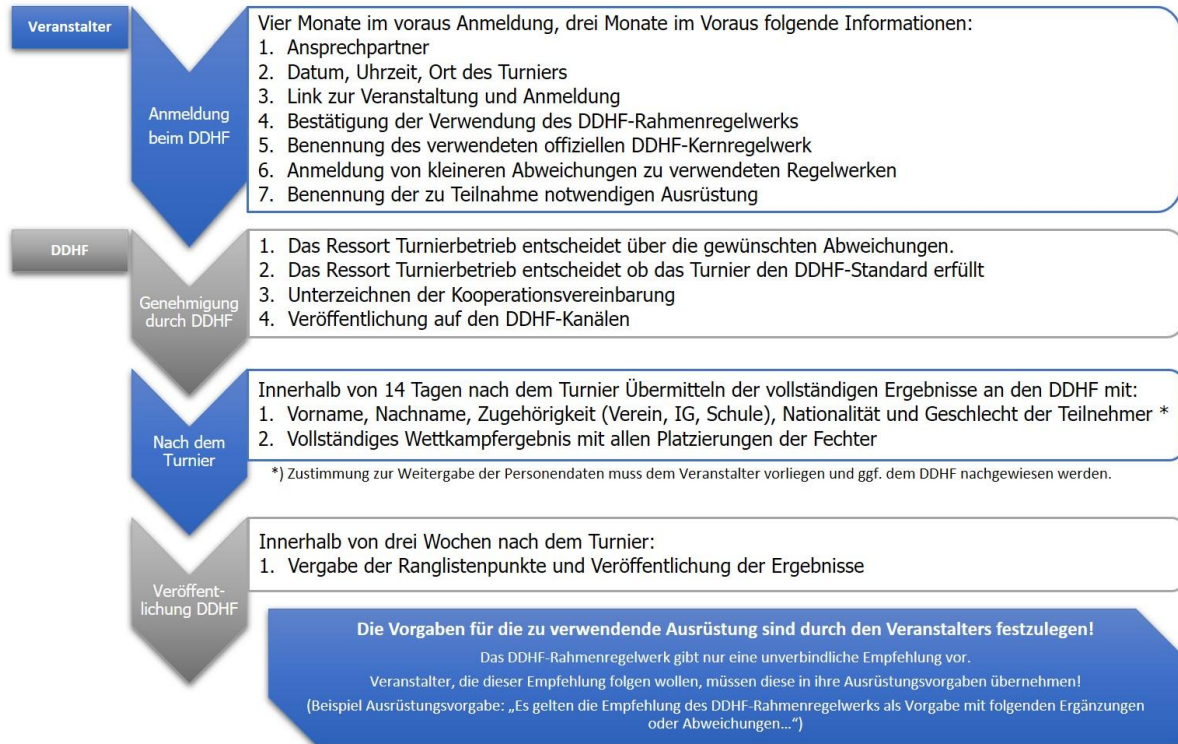 Veranstalter
Anmeldung
beim DDHF
Vier Monate im voraus Anmeldung, drei Monate im Voraus folgende Informationen:
1. Ansprechpartner
2. Datum, Uhrzeit, Ort des Turniers
3. Link zur Veranstaltung und Anmeldung
4. Bestätigung der Verwendung des DDHF-Rahmenregelwerks
5. Benennung des verwendeten offiziellen DDHF-Kernregelwerk
6. Anmeldung von kleineren Abweichungen zu verwendeten Regelwerken
7. Benennung der zu Teilnahme notwendigen Ausrüstung
DDHF
Genehmigung
durch DDHF
1. Das Ressort Turnierbetrieb entscheidet über die gewünschten Abweichungen.
2. Das Ressort Turnierbetrieb entscheidet ob das Turnier den DDHF-Standard erfüllt
3. Unterzeichnen der Kooperationsvereinbarung
4. Veröffentlichung auf den DDHF-Kanälen
Nach dem
Turnier
Innerhalb von 14 Tagen nach dem Turnier Übermitteln der vollständigen Ergebnisse an den DDHF mit:
1. Vorname, Nachname, Zugehörigkeit (Verein, IG, Schule), Nationalität und Geschlecht der Teilnehmer *
2. Vollständiges Wettkampfergebnis mit allen Platzierungen der Fechter
*) Zustimmung zur Weitergabe der Personendaten muss dem Veranstalter vorliegen und ggf. dem DDHF nachgewiesen werden.
Veröffent-
lichung DDHF
Innerhalb von drei Wochen nach dem Turnier:
1. Vergabe der Ranglistenpunkte und Veröffentlichung der Ergebnisse
Die Vorgaben für die zu verwendende Ausrüstung sind durch den Veranstalters festzulegen!
Das DDHF-Rahmenregelwerk gibt nur eine unverbindliche Empfehlung vor.
Veranstalter, die dieser Empfehlung folgen wollen, müssen diese in ihre Ausrüstungsvorgaben übernehmen!
(Beispiel Ausrüstungsvorgabe: „Es gelten die Empfehlung des DDHF-Rahmenregelwerks als Vorgabe mit folgenden Ergänzungen
oder Abweichungen...“)